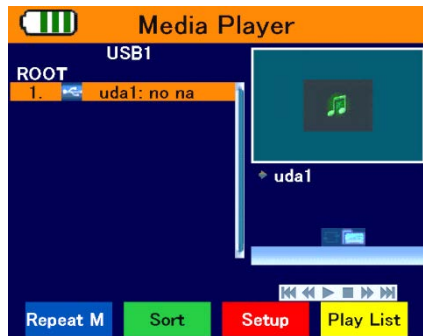 Media Player
USB1
ROOT
1. uda1: no na
uda1
Repeat M
Sort
Setup
Play List